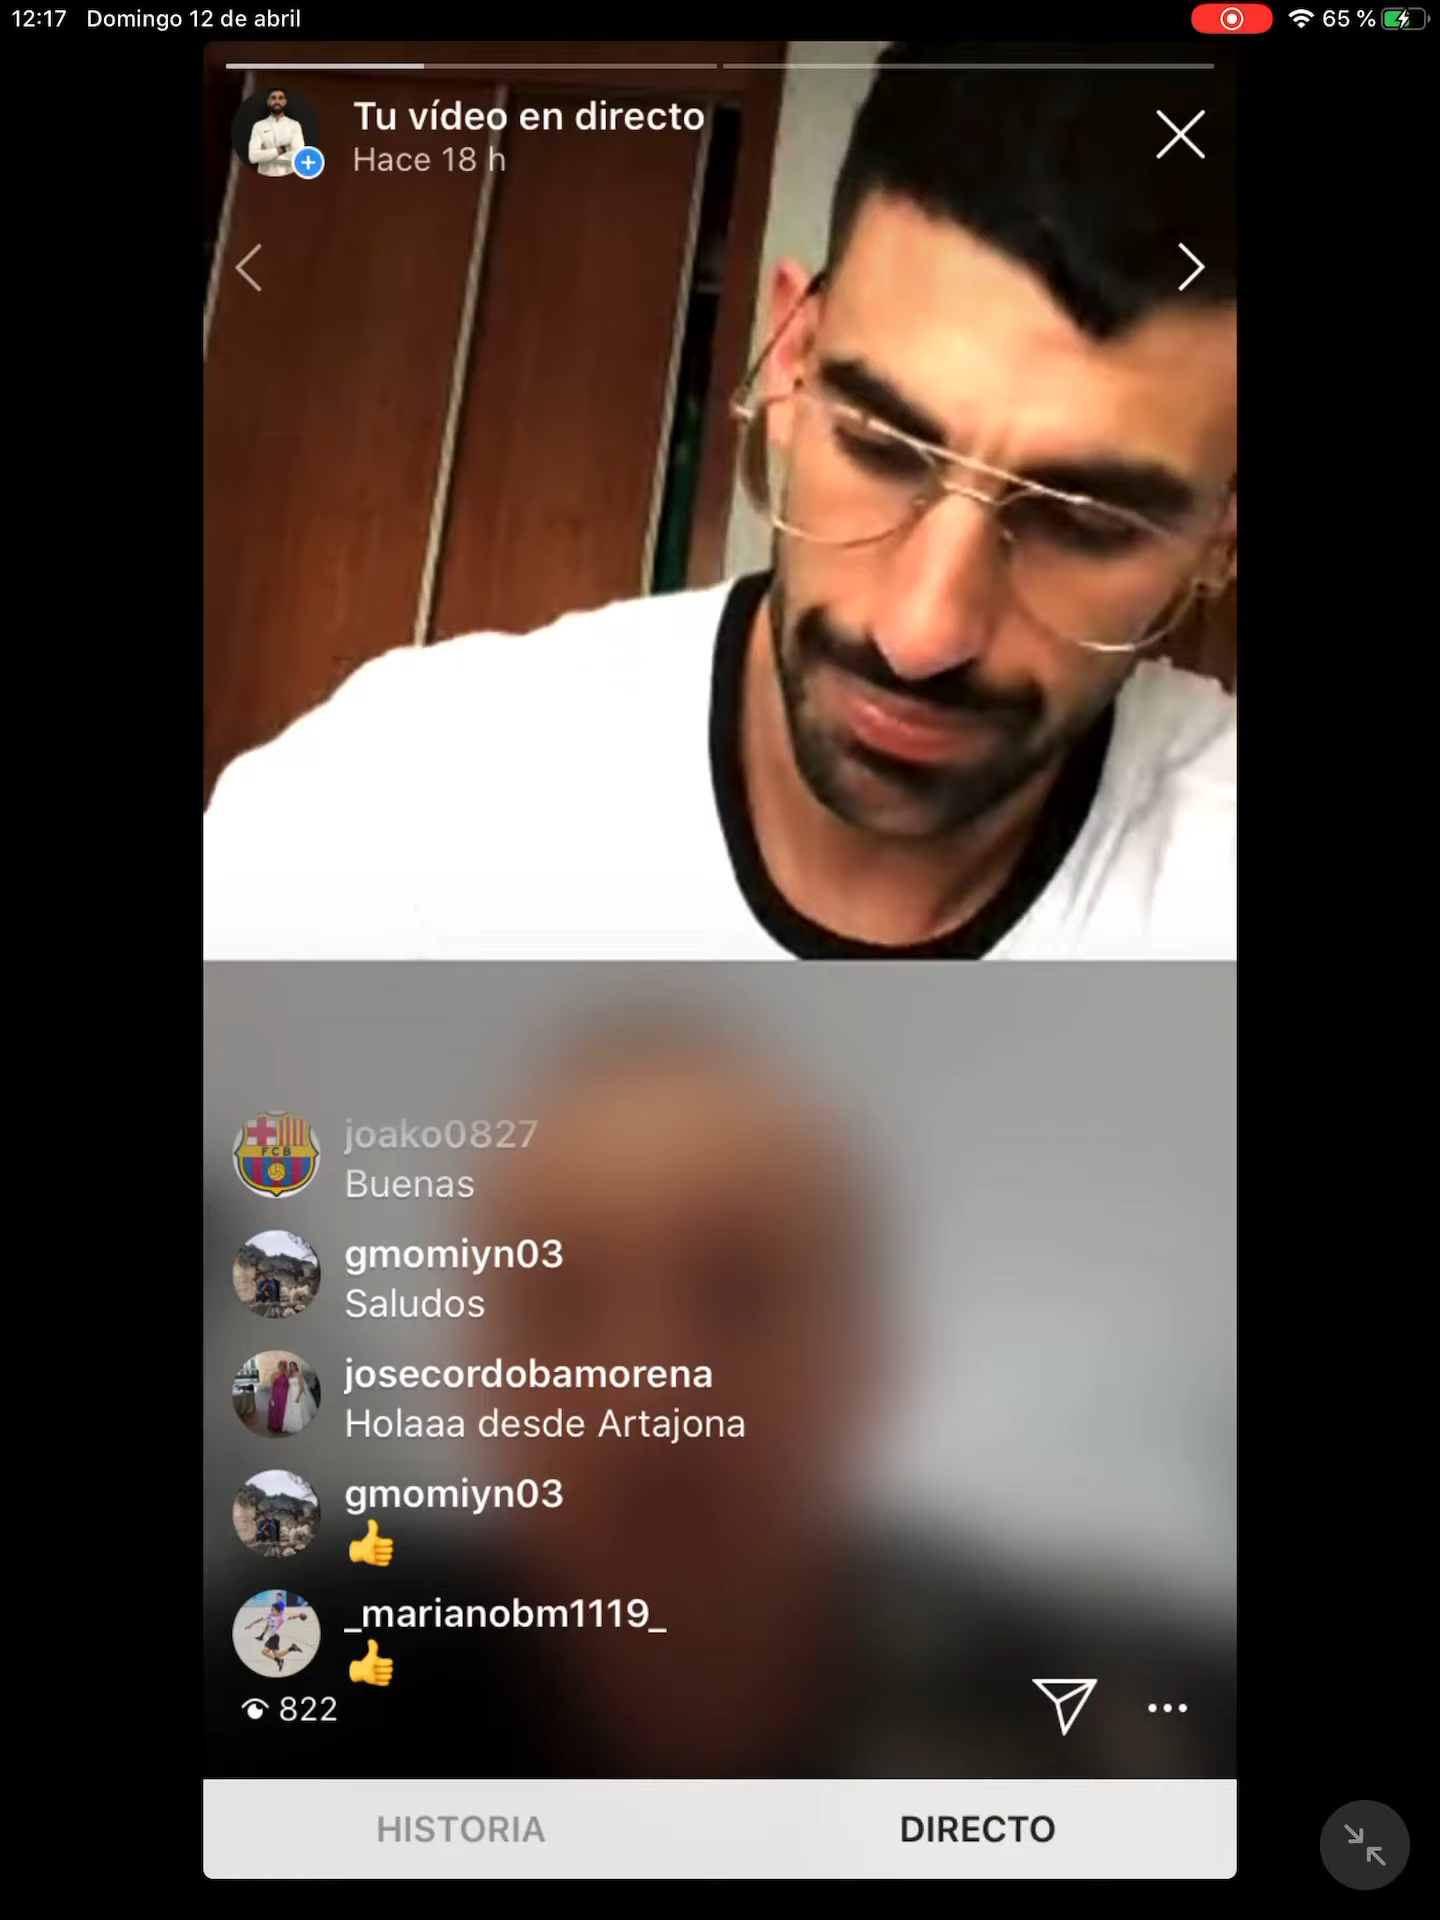 12:17 Domingo 12 de abril
65 %
Tu vídeo en directo
Hace 18 h
joako0827
Buenas
FCB
gmomiyn03
Saludos
josecordobamorena
Holaaa desde Artajona
gmomiyn03
👍
_marianobm1119_
👍
822
HISTORIA
DIRECTO